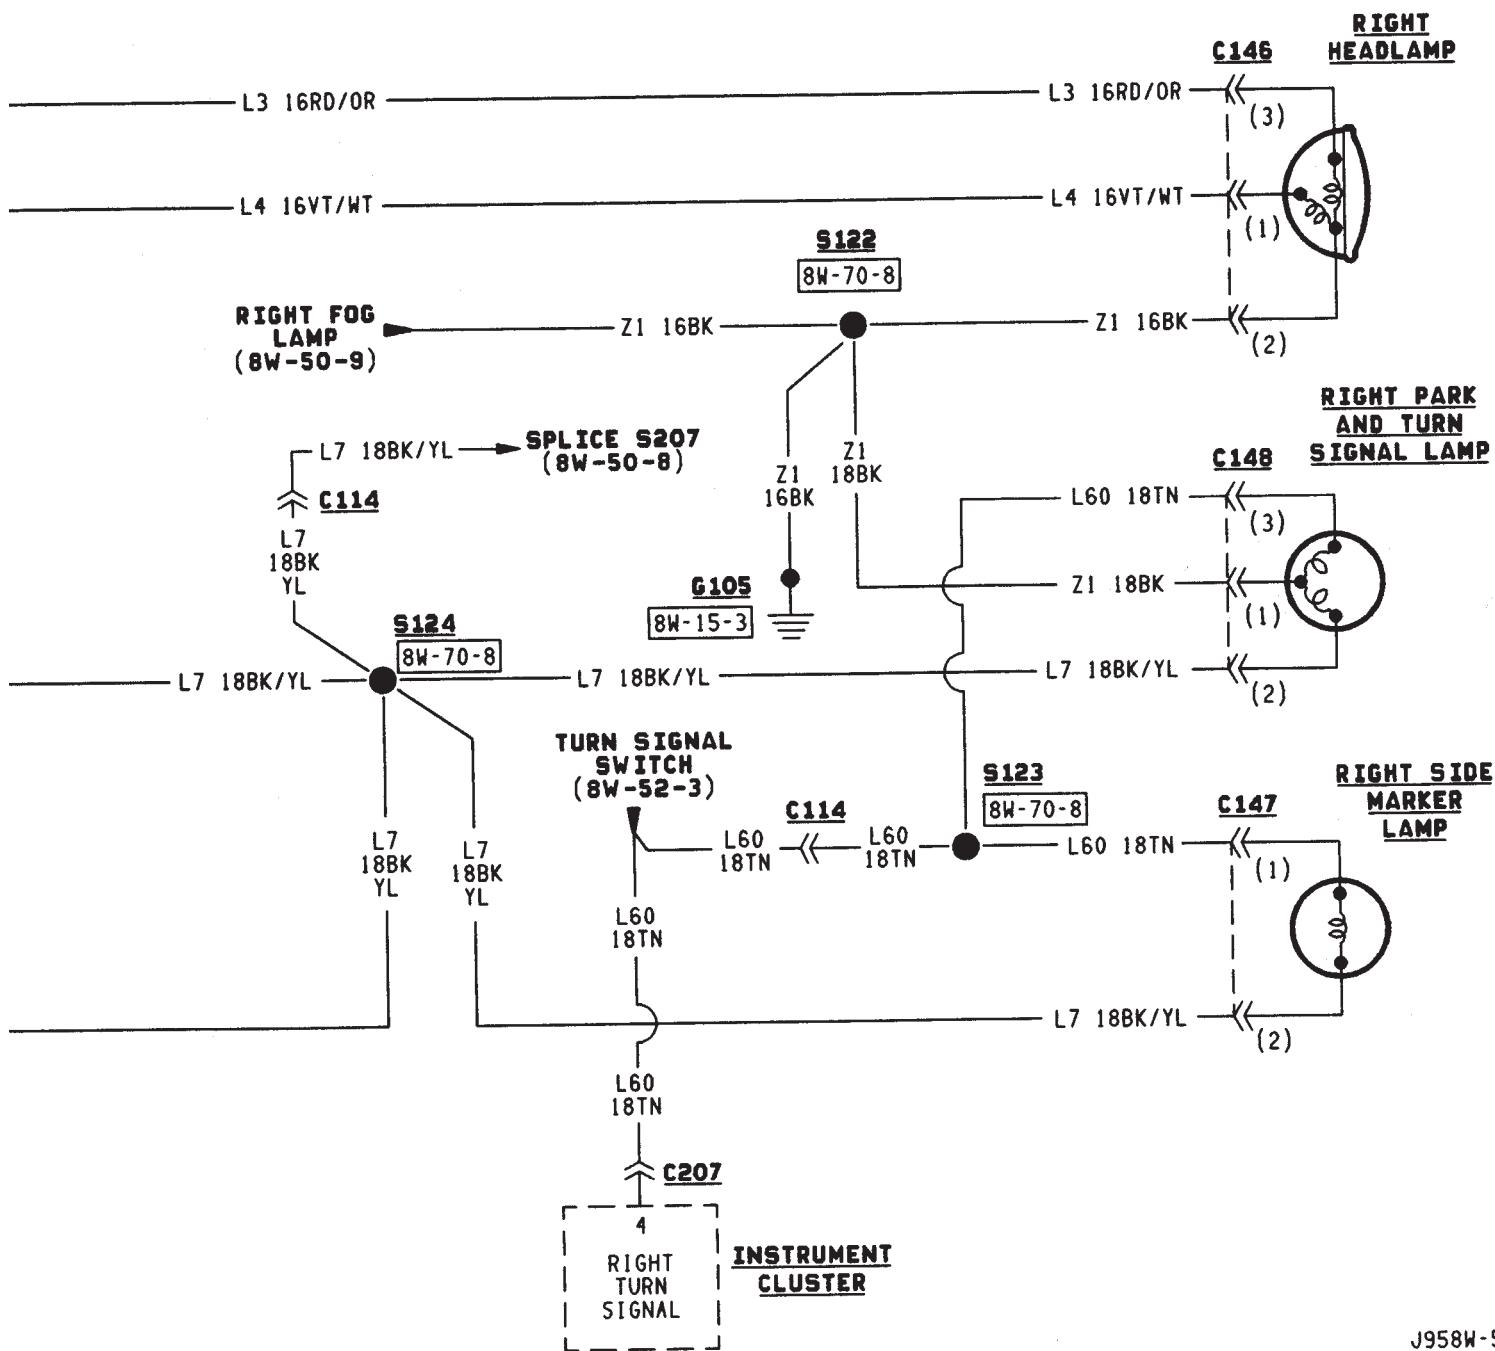 RIGHT
HEADLAMP
C146
L3 16RD/OR
L3 16RD/OR
(3)
L4 16VT/WT
L4 16VT/WT
(1)
S122
8W-70-8
RIGHT FOG
LAMP
(8W-50-9)
Z1 16BK
Z1 16BK
(2)
RIGHT PARK
AND TURN
SIGNAL LAMP
C148
L7 18BK/YL
SPLICE S207
(8W-50-8)
C114
Z1
16BK
Z1
18BK
L60 18TN
(3)
L7
18BK
YL
G105
8W-15-3
Z1 18BK
(1)
S124
8W-70-8
L7 18BK/YL
L7 18BK/YL
L7 18BK/YL
(2)
TURN SIGNAL
SWITCH
(8W-52-3)
S123
8W-70-8
C114
C147
RIGHT SIDE
MARKER
LAMP
L7
18BK
YL
L7
18BK
YL
L60
18TN
L60
18TN
L60 18TN
(1)
L60
18TN
L7 18BK/YL
(2)
L60
18TN
C207
4
RIGHT
TURN
SIGNAL
INSTRUMENT
CLUSTER
J958W-5